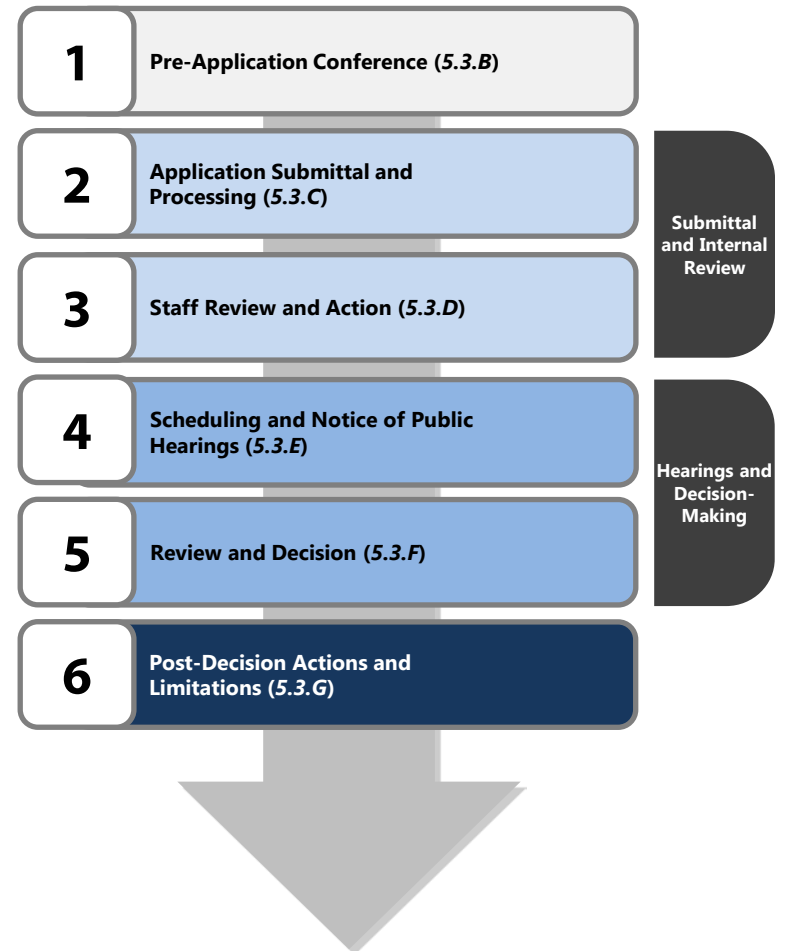 1
Pre-Application Conference (5.3.B)
2
Application Submittal and
Processing (5.3.C)
3
Staff Review and Action (5.3.D)
Submittal
and Internal
Review
4
Scheduling and Notice of Public
Hearings (5.3.E)
5
Review and Decision (5.3.F)
Hearings and
Decision-
Making
6
Post-Decision Actions and
Limitations (5.3.G)